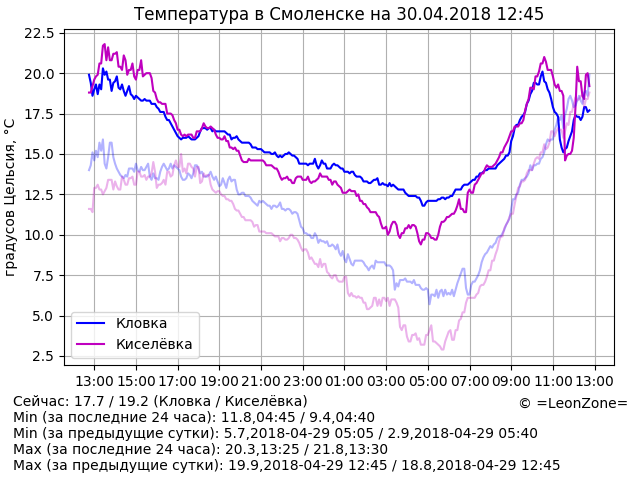 Температура в Смоленске на 30.04.2018 12:45
градусов Цельсия, °C
22.5
20.0
17.5
15.0
12.5
10.0
7.5
5.0
2.5
Кловка
Киселёвка
13:00 15:00 17:00 19:00 21:00 23:00 01:00 03:00 05:00 07:00 09:00 11:00 13:00
Сейчас: 17.7 / 19.2 (Кловка / Киселёвка)
© =LeonZone=
Min (за последние 24 часа): 11.8,04:45 / 9.4,04:40
Min (за предыдущие сутки): 5.7,2018-04-29 05:05 / 2.9,2018-04-29 05:40
Max (за последние 24 часа): 20.3,13:25 / 21.8,13:30
Max (за предыдущие сутки): 19.9,2018-04-29 12:45 / 18.8,2018-04-29 12:45